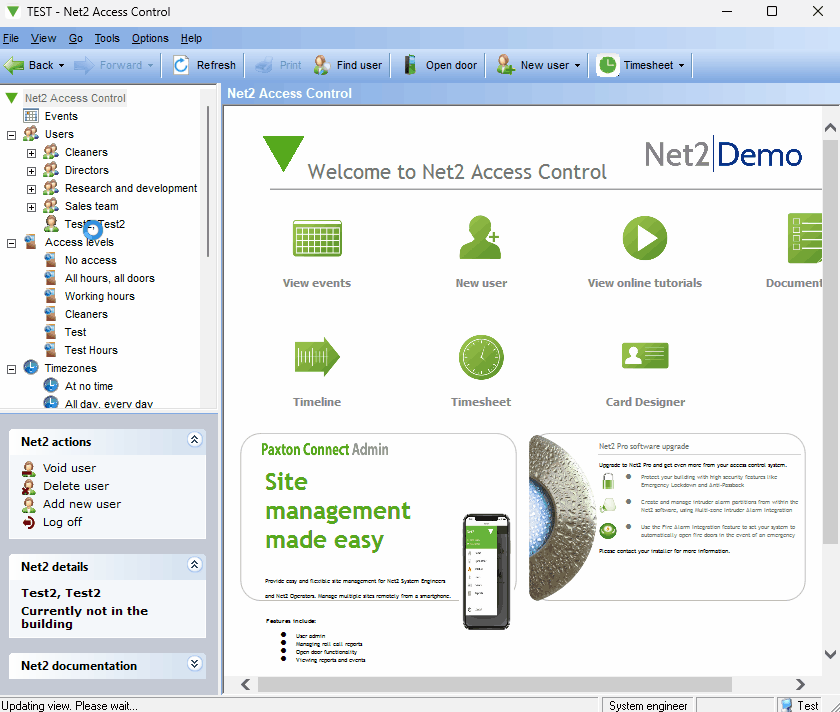 TEST - Net2 Access Control
File View Go Tools Options Help
Back Forward Refresh Print Find user Open door New user Timesheet
Net2 Access Control
Events
Users
Cleaners
Directors
Research and development
Sales team
Test2, Test2
Access levels
No access
All hours, all doors
Working hours
Cleaners
Test
Test Hours
Timezones
At no time
All day, every day
Net2 actions
Void user
Delete user
Add new user
Log off
Net2 details
Test2, Test2
Currently not in the
building
Net2 documentation
Net2 Access Control
Welcome to Net2 Access Control
Net2 Demo
View events
New user
View online tutorials
Document
Timeline
Timesheet
Card Designer
Paxton Connect Admin
Site
management
made easy
Provide easy and flexible site management for Net2 System Engineers
and Net2 Operators. Manage multiple sites remotely from a smartphone.
Features include:
User admin
Managing roll call reports
Open door functionality
Viewing reports and events
Net2 Pro software upgrade
Upgrade to Net2 Pro and get even more from your access control system.
Protect your building with high security features like
Emergency Lockdown and Anti-Passback
Create and manage intruder alarm partitions from within the
Net2 software, using Multi-zone Intruder Alarm Integration
Use the Fire Alarm Integration feature to set your system to
automatically open fire doors in the event of an emergency
Please contact your installer for more information.
Updating view. Please wait...
System engineer
Test